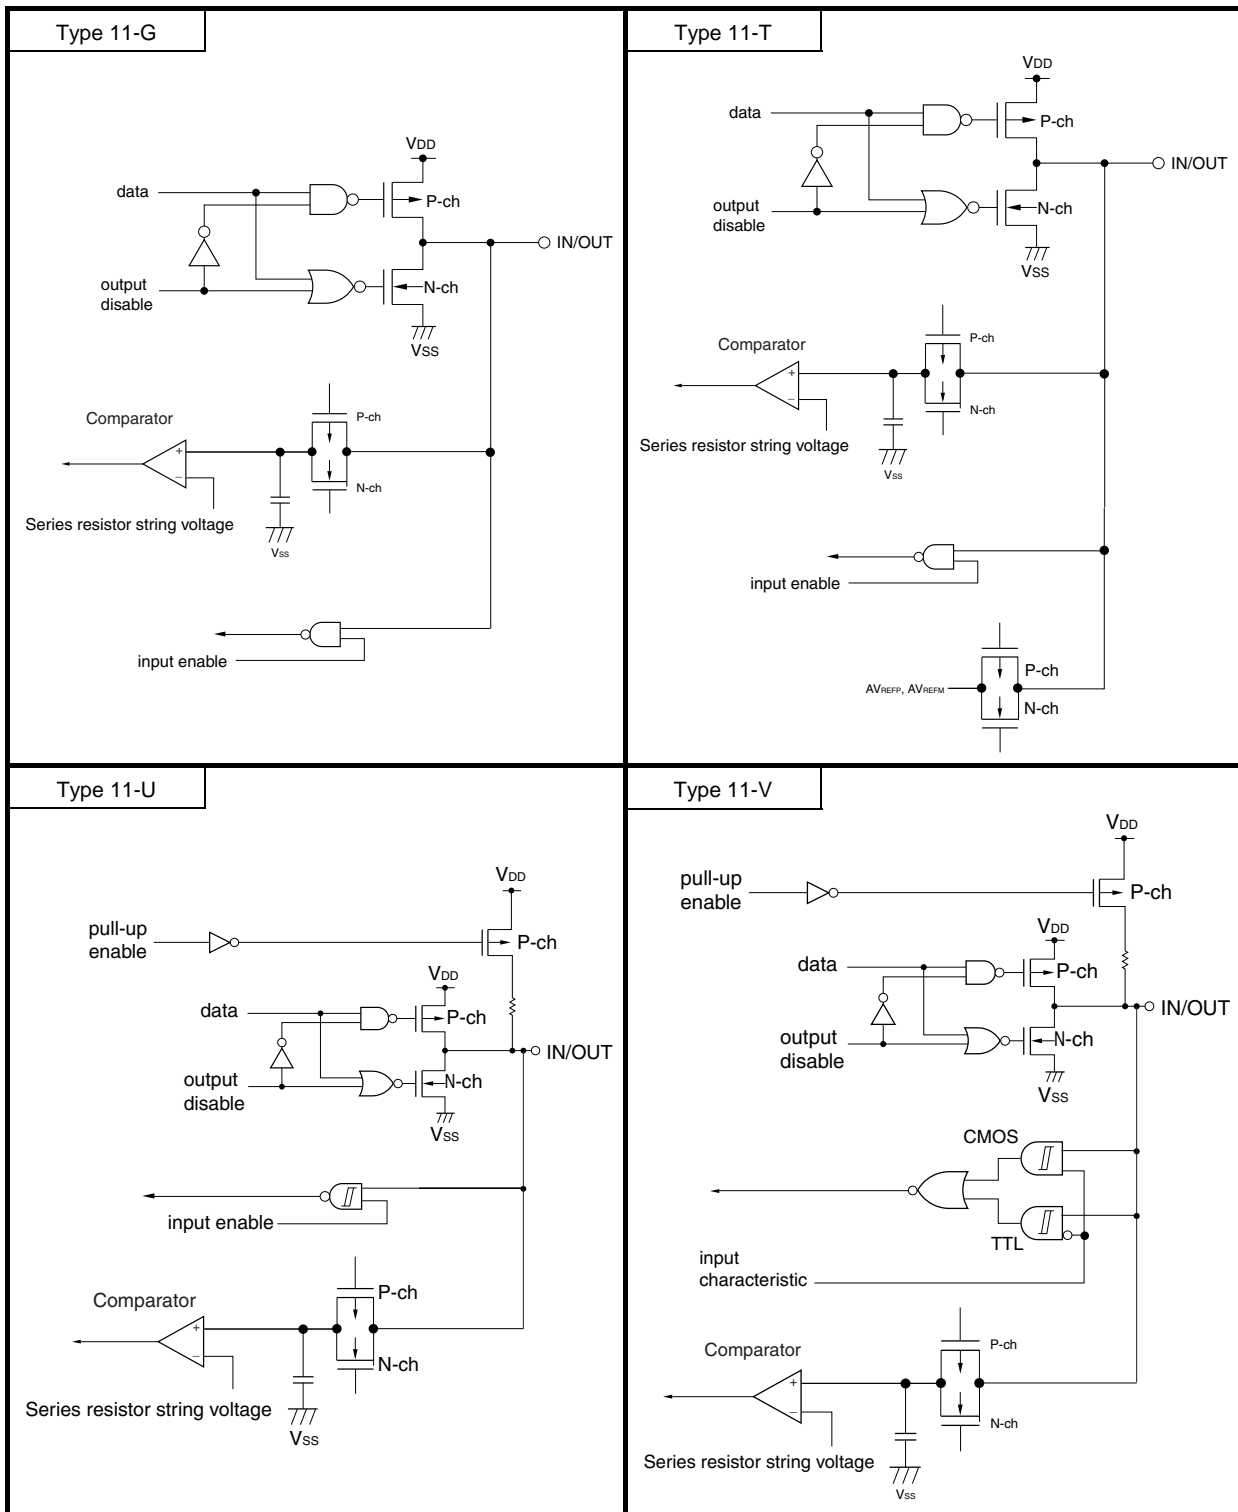 Type 11-G
VDD
data
P-ch
IN/OUT
output
disable
N-ch
VSS
Comparator
P-ch
+
−
N-ch
Series resistor string voltage
VSS
input enable
Type 11-T
VDD
data
P-ch
IN/OUT
output
disable
N-ch
VSS
Comparator
P-ch
+
−
N-ch
Series resistor string voltage
VSS
input enable
P-ch
AVREFP, AVREFM
N-ch
Type 11-U
VDD
pull-up
enable
P-ch
VDD
data
P-ch
IN/OUT
output
disable
N-ch
VSS
input enable
P-ch
Comparator
+
−
N-ch
Series resistor string voltage
VSS
Type 11-V
VDD
pull-up
enable
P-ch
VDD
data
P-ch
IN/OUT
output
disable
N-ch
VSS
CMOS
TTL
input
characteristic
P-ch
Comparator
+
−
N-ch
Series resistor string voltage
VSS